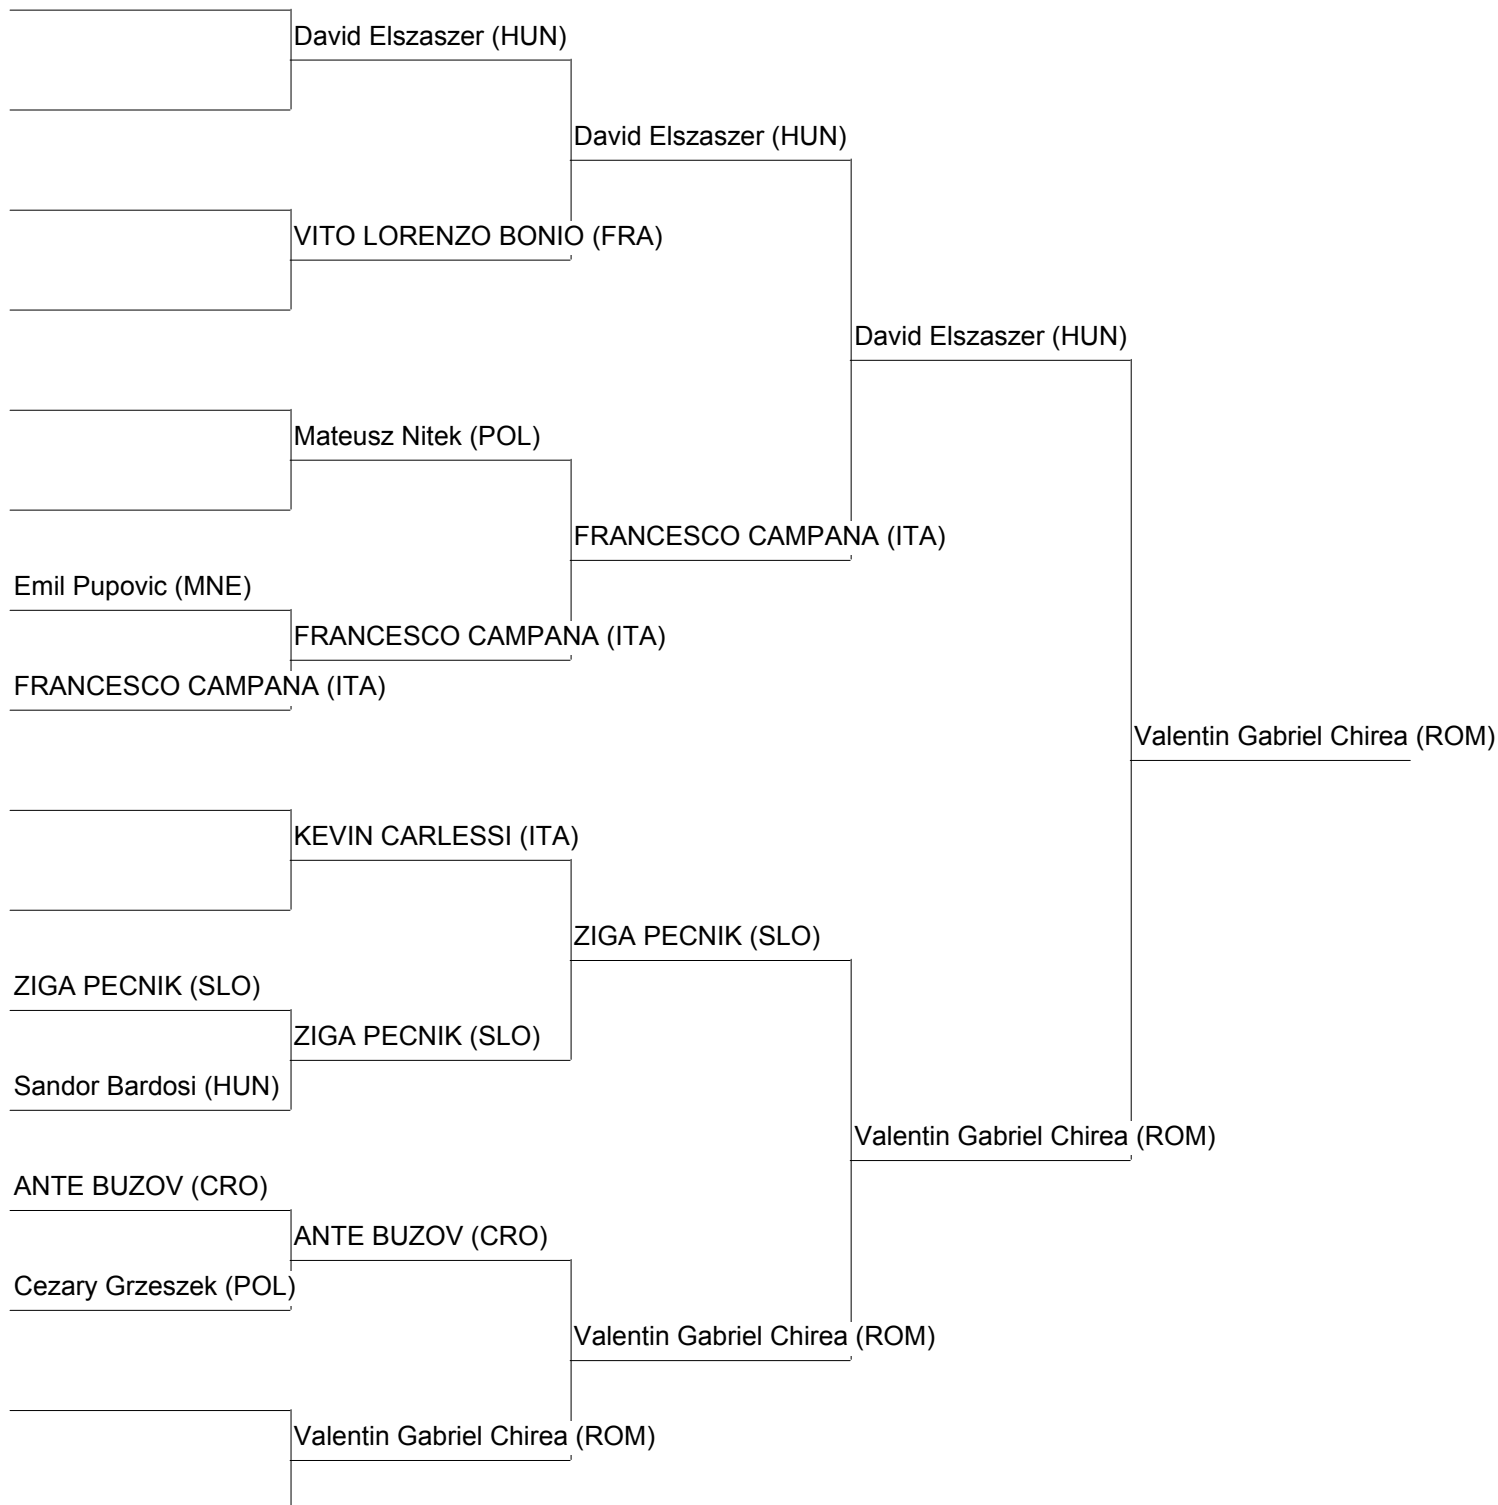 David Elszaszer (HUN)
David Elszaszer (HUN)
VITO LORENZO BONIO (FRA)
David Elszaszer (HUN)
Mateusz Nitek (POL)
FRANCESCO CAMPANA (ITA)
Emil Pupovic (MNE)
FRANCESCO CAMPANA (ITA)
FRANCESCO CAMPANA (ITA)
Valentin Gabriel Chirea (ROM)
KEVIN CARLESSI (ITA)
ZIGA PECNIK (SLO)
ZIGA PECNIK (SLO)
ZIGA PECNIK (SLO)
Sandor Bardosi (HUN)
Valentin Gabriel Chirea (ROM)
ANTE BUZOV (CRO)
ANTE BUZOV (CRO)
Cezary Grzeszek (POL)
Valentin Gabriel Chirea (ROM)
Valentin Gabriel Chirea (ROM)